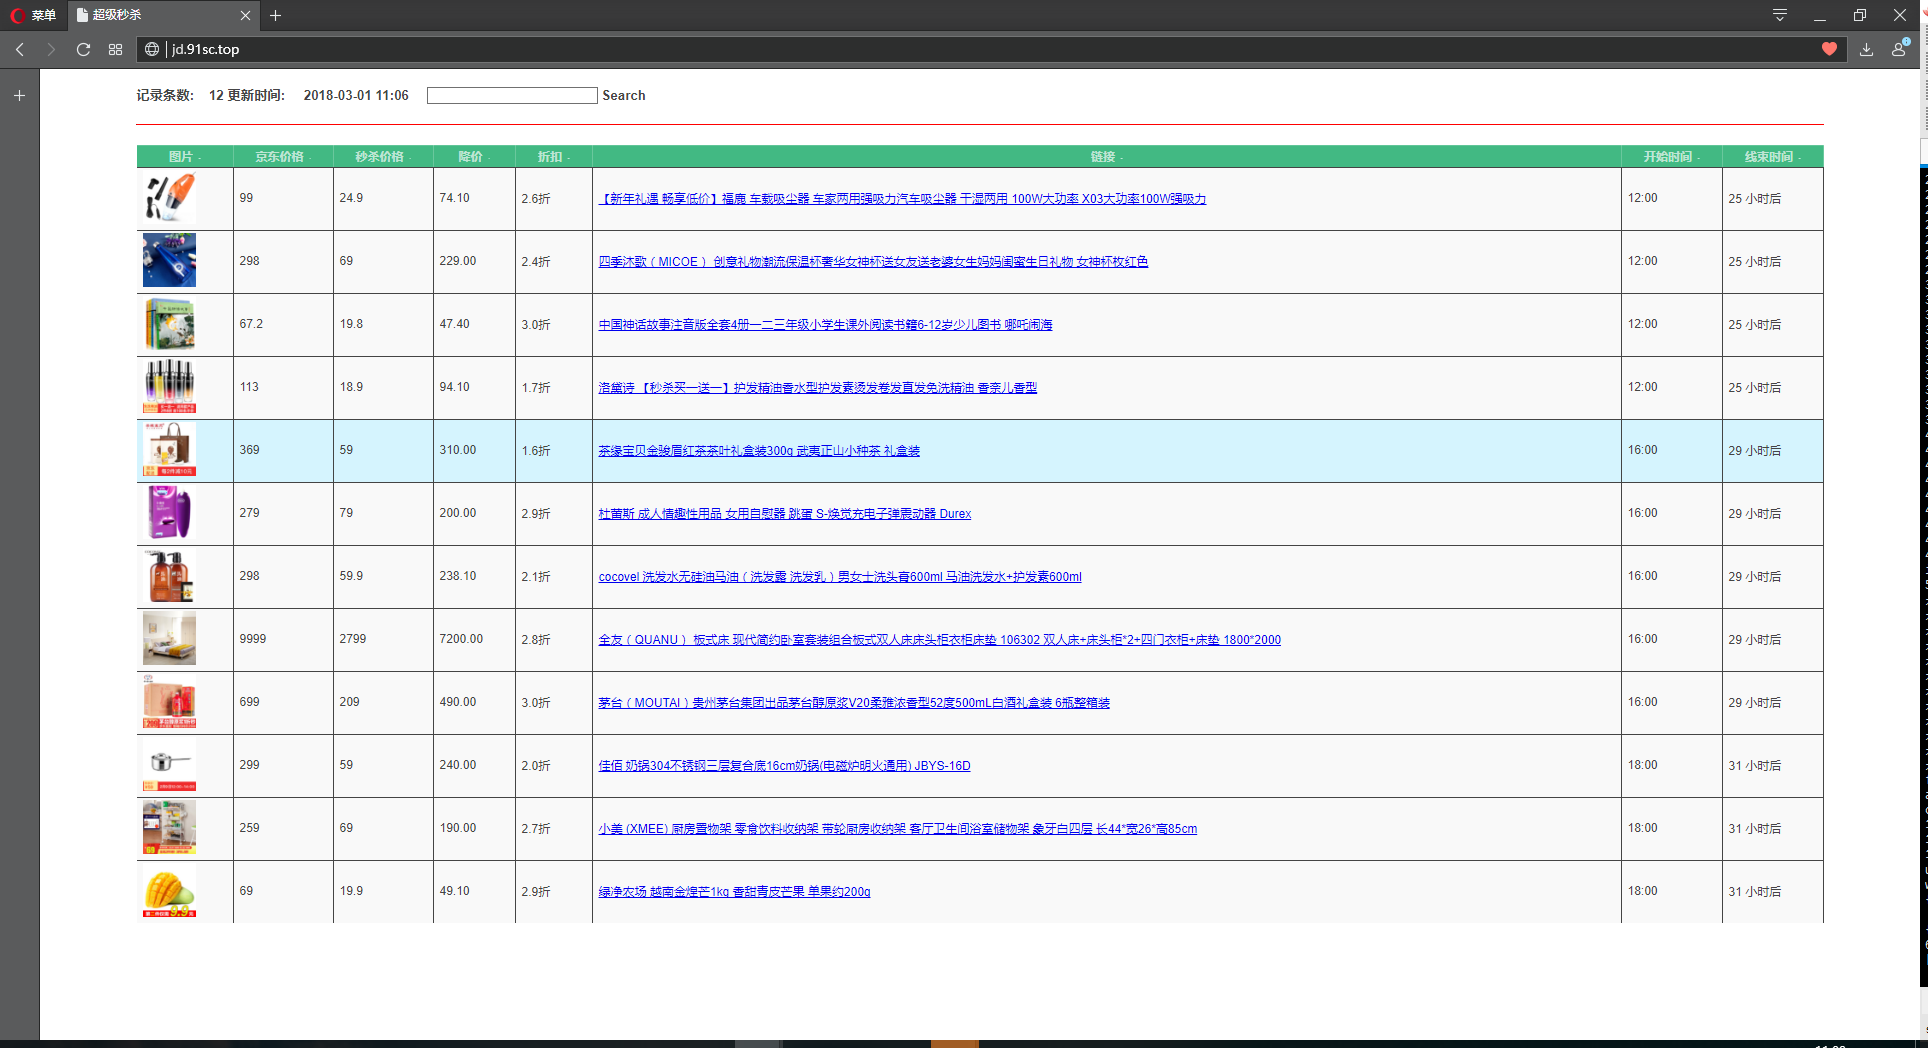 菜单 超级秒杀
jd.91sc.top
记录条数: 12 更新时间: 2018-03-01 11:06 Search
图片 京东价格 秒杀价格 降价 折扣 链接 开始时间 线束时间
99 24.9 74.10 2.6折 【新年礼遇 畅享低价】福鹿 车载吸尘器 车家两用强吸力汽车吸尘器 干湿两用 100W大功率 X03大功率100W强吸力 12:00 25 小时后
298 69 229.00 2.4折 四季沐歌（MICOE） 创意礼物潮流保温杯奢华女神杯送女友送老婆女生妈妈闺蜜生日礼物 女神杯玫红色 12:00 25 小时后
67.2 19.8 47.40 3.0折 中国神话故事注音版全套4册一二三年级小学生课外阅读书籍6-12岁少儿图书 哪吒闹海 12:00 25 小时后
113 18.9 94.10 1.7折 洛黛诗 【秒杀买一送一】护发精油香水型护发素烫发卷发直发免洗精油 香奈儿香型 12:00 25 小时后
369 59 310.00 1.6折 茶缘宝贝金骏眉红茶茶叶礼盒装300g 武夷正山小种茶 礼盒装 16:00 29 小时后
279 79 200.00 2.9折 杜蕾斯 成人情趣性用品 女用自慰器 跳蛋 S-焕觉充电子弹震动器 Durex 16:00 29 小时后
298 59.9 238.10 2.1折 cocovel 洗发水无硅油马油（洗发露 洗发乳）男女士洗头膏600ml 马油洗发水+护发素600ml 16:00 29 小时后
9999 2799 7200.00 2.8折 全友（QUANU） 板式床 现代简约卧室套装组合板式双人床床头柜衣柜床垫 106302 双人床+床头柜*2+四门衣柜+床垫 1800*2000 16:00 29 小时后
699 209 490.00 3.0折 茅台（MOUTAI）贵州茅台集团出品茅台醇原浆V20柔雅浓香型52度500mL白酒礼盒装 6瓶整箱装 16:00 29 小时后
299 59 240.00 2.0折 佳佰 奶锅304不锈钢三层复合底16cm奶锅(电磁炉明火通用) JBYS-16D 18:00 31 小时后
259 69 190.00 2.7折 小美 (XMEE) 厨房置物架 零食饮料收纳架 带轮厨房收纳架 客厅卫生间浴室储物架 象牙白四层 长44*宽26*高85cm 18:00 31 小时后
69 19.9 49.10 2.9折 绿净农场 越南金煌芒1kg 香甜青皮芒果 单果约200g 18:00 31 小时后